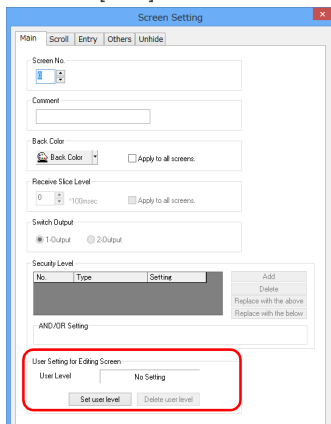 Screen Setting
×
Main Scroll Entry Others Unhide
Screen No.
0
Comment
Back Color
Back Color Apply to all screens.
Receive Slice Level
0 *100msec Apply to all screens.
Switch Output
1-Output 2-Output
Security Level
No. Type Setting
Add
Delete
Replace with the above
Replace with the below
AND/OR Setting
User Setting for Editing Screen
User Level No Setting
Set user level Delete user level